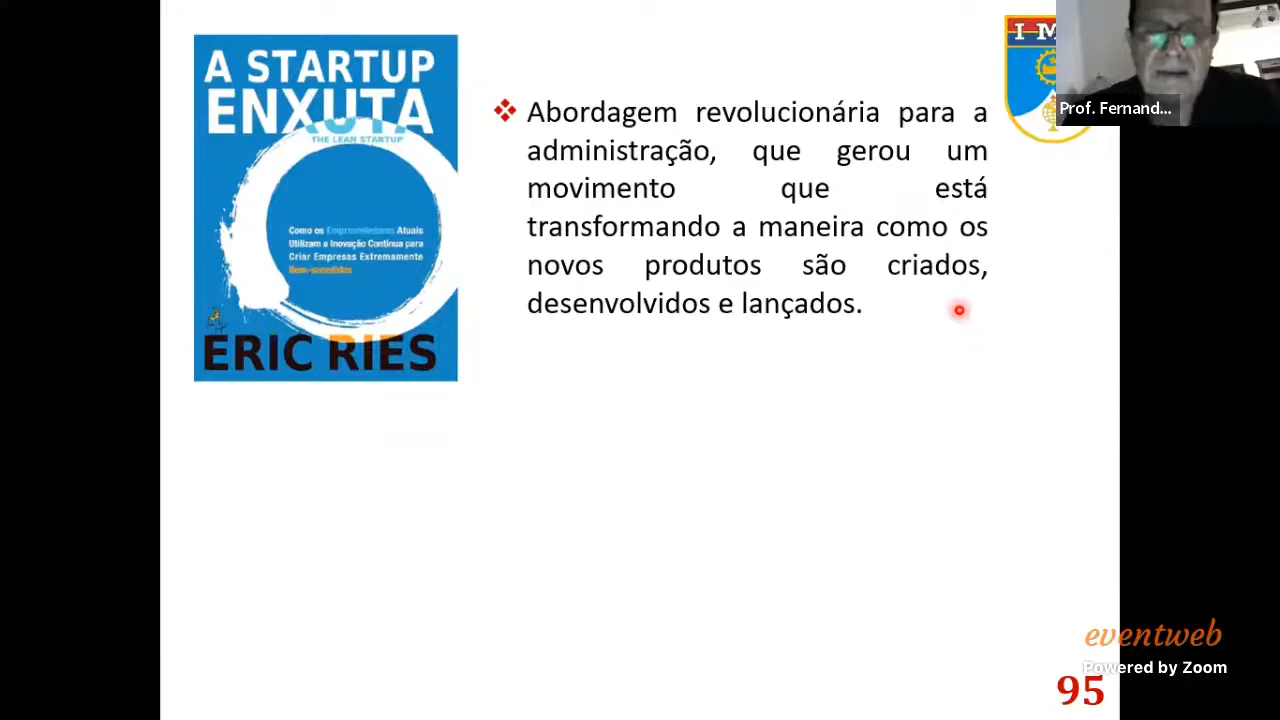 A STARTUP
ENXUTA
THE LEAN STARTUP
Como os Empreendedores Atuais
Utilizam a Inovação Contínua para
Criar Empresas Extremamente
Bem-sucedidas
ERIC RIES
❖ Abordagem revolucionária para a
administração, que gerou um
movimento que está
transformando a maneira como os
novos produtos são criados,
desenvolvidos e lançados.
I M
Prof. Fernand...
eventweb
Powered by Zoom
95